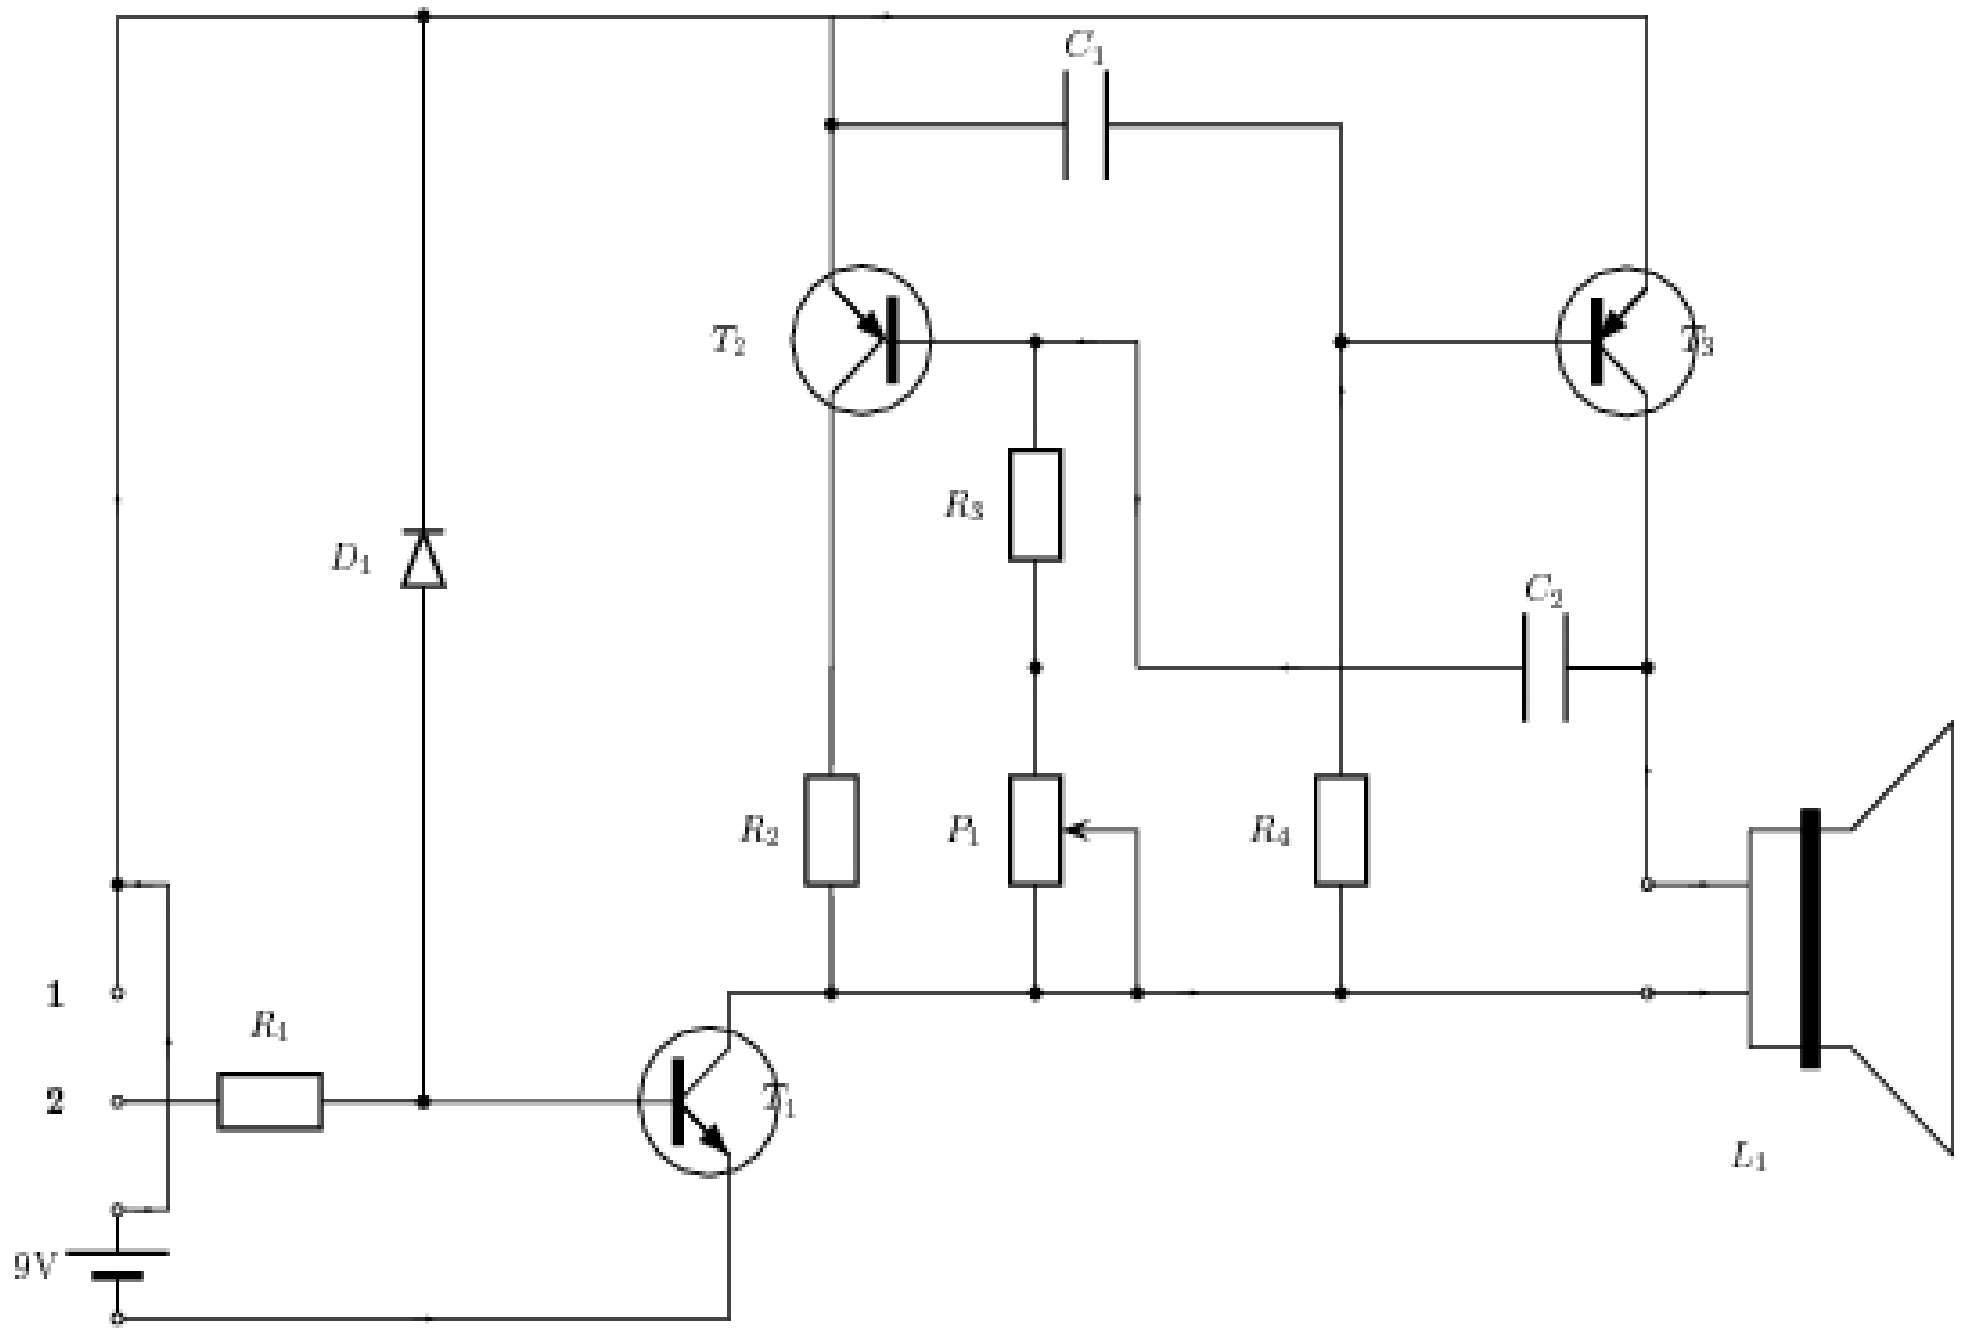 C₁
T₂
T₃
R₃
D₁
C₂
R₂
P₁
R₄
1
R₁
2
T₁
L₁
9V